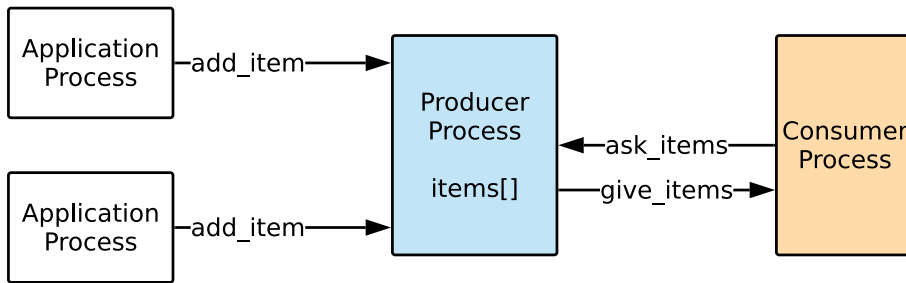 Application
Process
add_item
Producer
Process
items[]
ask_items
give_items
Consumer
Process
Application
Process
add_item